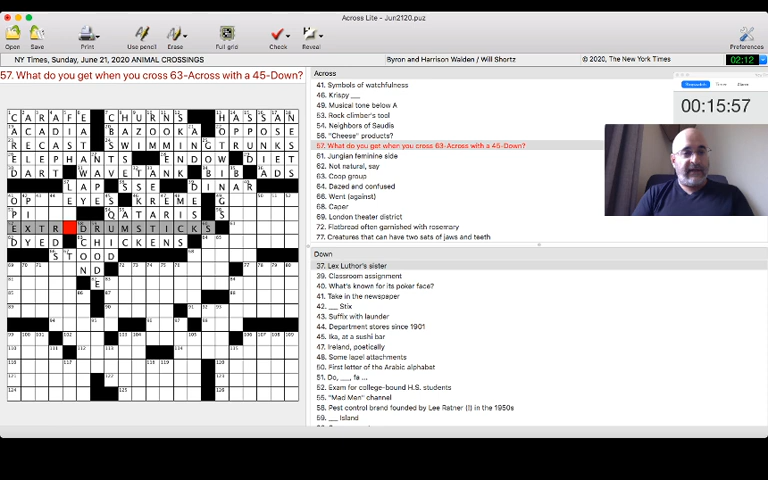 Across Lite - Jun2120.puz
Open Save Print Use pencil Erase Full grid Check Reveal Preferences
NY Times, Sunday, June 21, 2020 ANIMAL CROSSINGS Byron and Harrison Walden / Will Shortz © 2020, The New York Times 02:12
57. What do you get when you cross 63-Across with a 45-Down?
Across
41. Symbols of watchfulness
46. Krispy ___
49. Musical tone below A
53. Rock climber's tool
54. Neighbors of Saudis
56. "Cheese" products?
57. What do you get when you cross 63-Across with a 45-Down?
61. Jungian feminine side
62. Not natural, say
63. Coop group
64. Dazed and confused
66. Went (against)
68. Caper
69. London theater district
72. Flatbread often garnished with rosemary
77. Creatures that can have two sets of jaws and teeth
00:15:57
Down
37. Lex Luthor's sister
39. Classroom assignment
40. What's known for its poker face?
41. Take in the newspaper
42. ___ Stix
43. Suffix with launder
44. Department stores since 1901
45. Ika, at a sushi bar
47. Ireland, poetically
48. Some lapel attachments
50. First letter of the Arabic alphabet
51. Do, ___, fa ...
52. Exam for college-bound H.S. students
55. "Mad Men" channel
58. Pest control brand founded by Lee Ratner (!) in the 1950s
59. ___ Island
CARAFE CHURNS HASSAN
ACADIA BAZOOKA OPPOSE
RECAST SWIMMINGTRUNKS
ELEPHANTS ENDOW DIET
DART WAVETANK BIB ADS
LAP SSE DINAR
OP EYES KREME G
PI QATARIS S
EXTR DRUMSTICKS
DYED CHICKENS
STOOD
ND
E